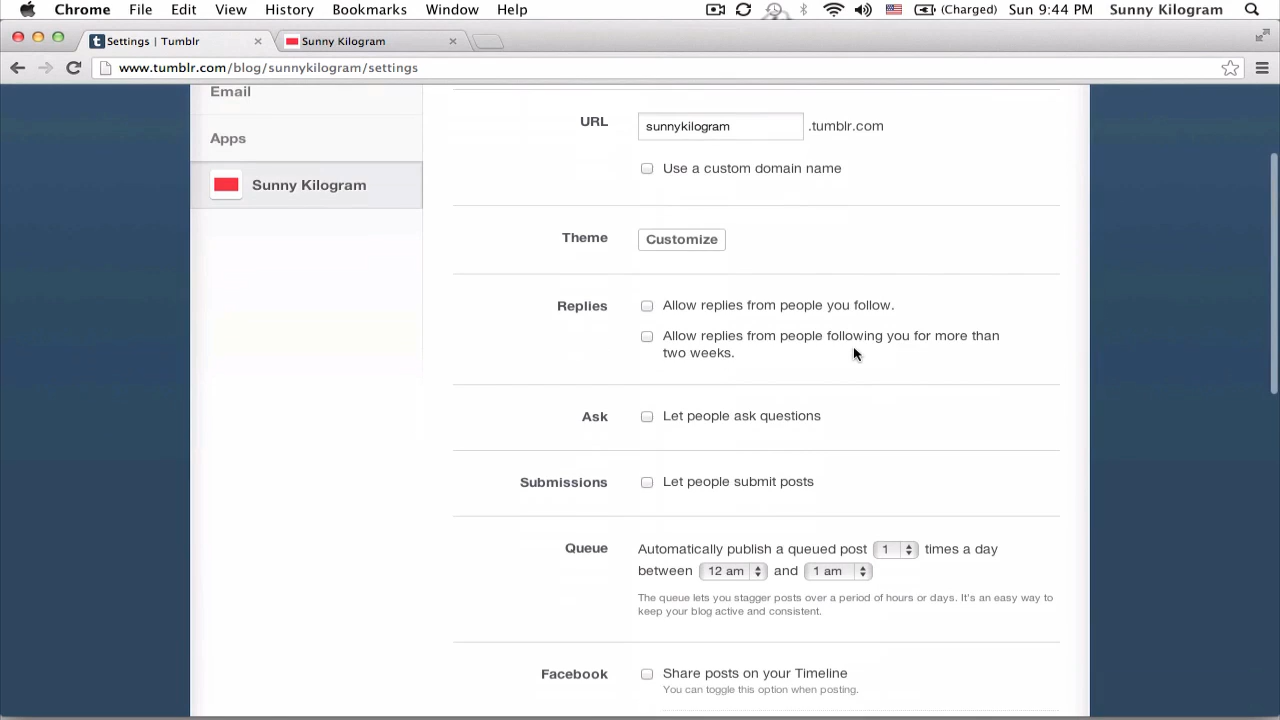 Chrome File Edit View History Bookmarks Window Help (Charged) Sun 9:44 PM Sunny Kilogram
Settings | Tumblr Sunny Kilogram
www.tumblr.com/blog/sunnykilogram/settings
Email
Apps
Sunny Kilogram
URL sunnykilogram .tumblr.com
Use a custom domain name
Theme Customize
Replies Allow replies from people you follow.
Allow replies from people following you for more than
two weeks.
Ask Let people ask questions
Submissions Let people submit posts
Queue Automatically publish a queued post 1 times a day
between 12 am and 1 am
The queue lets you stagger posts over a period of hours or days. It's an easy way to
keep your blog active and consistent.
Facebook Share posts on your Timeline
You can toggle this option when posting.